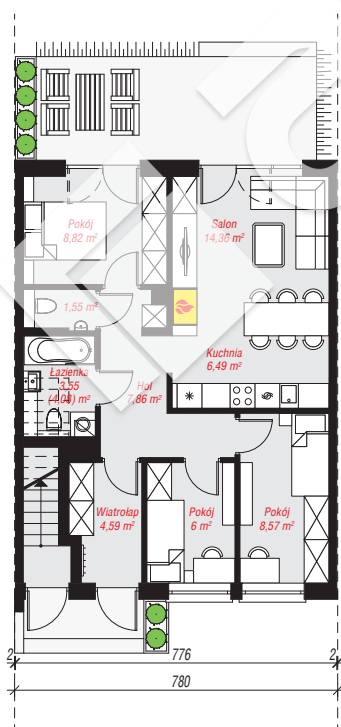 Pokój
8,82 m²
Salon
14,36 m²
1,55 m²
Kuchnia
6,49 m²
Łazienka
3,55
(4,08) m²
Hol
7,86 m²
Wiatrołap
4,59 m²
Pokój
6 m²
Pokój
8,57 m²
2 776 2
780